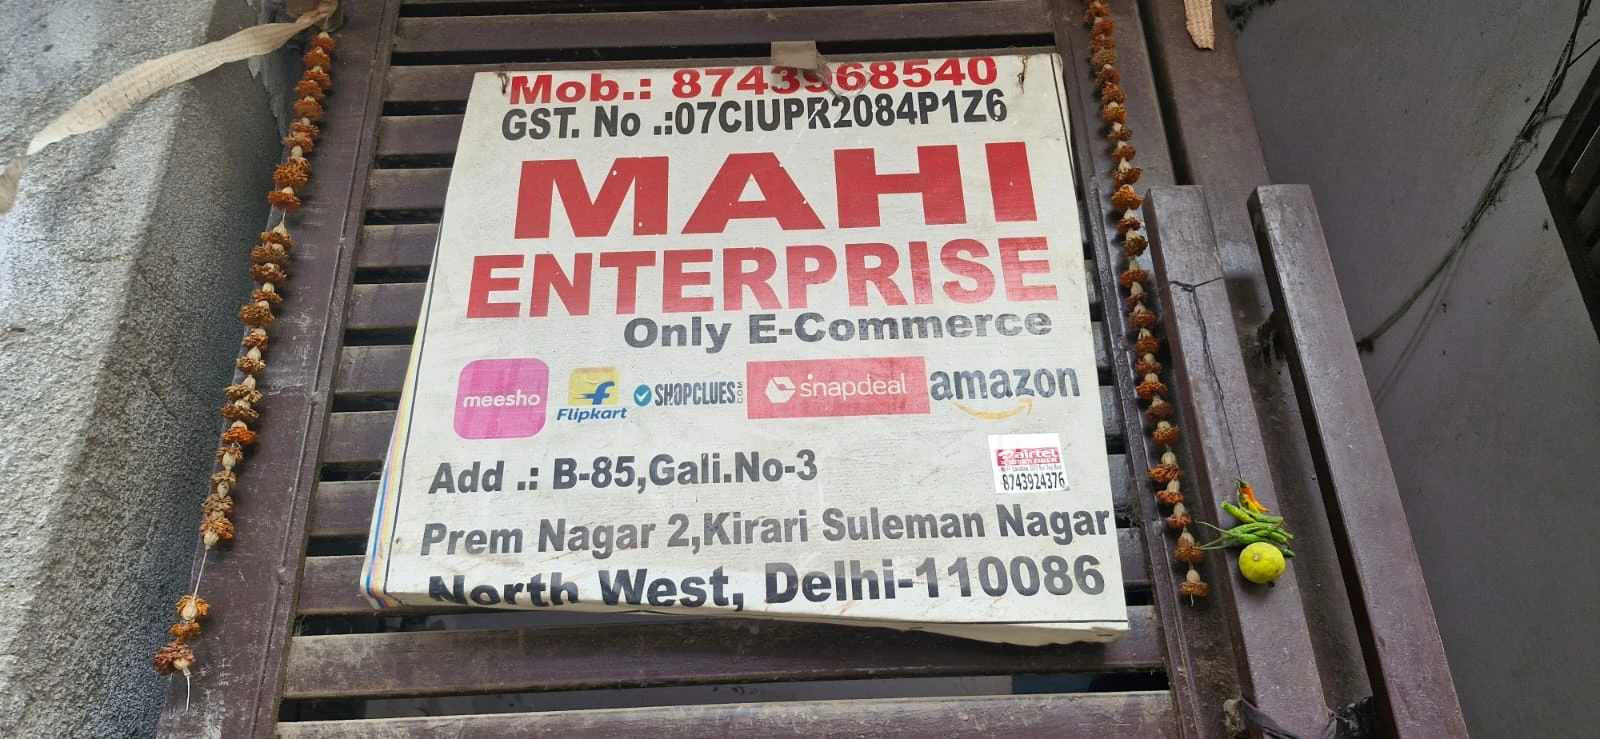 Mob.: 8743968540
GST. No .:07CIUPR2084P1Z6
MAHI
ENTERPRISE
Only E-Commerce
meesho Flipkart SHOPCLUES.COM snapdeal amazon
Add .: B-85,Gali.No-3
airtel
8743924376
Prem Nagar 2,Kirari Suleman Nagar
North West, Delhi-110086